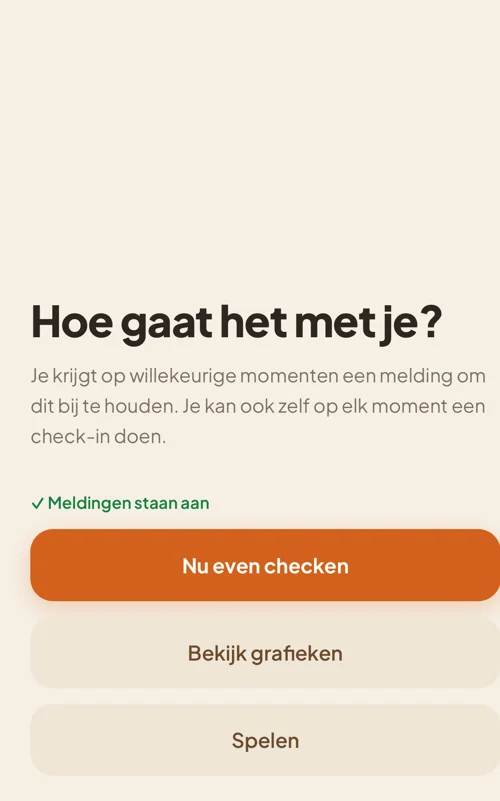 Hoe gaat het met je?
Je krijgt op willekeurige momenten een melding om
dit bij te houden. Je kan ook zelf op elk moment een
check-in doen.
✓ Meldingen staan aan
Nu even checken
Bekijk grafieken
Spelen